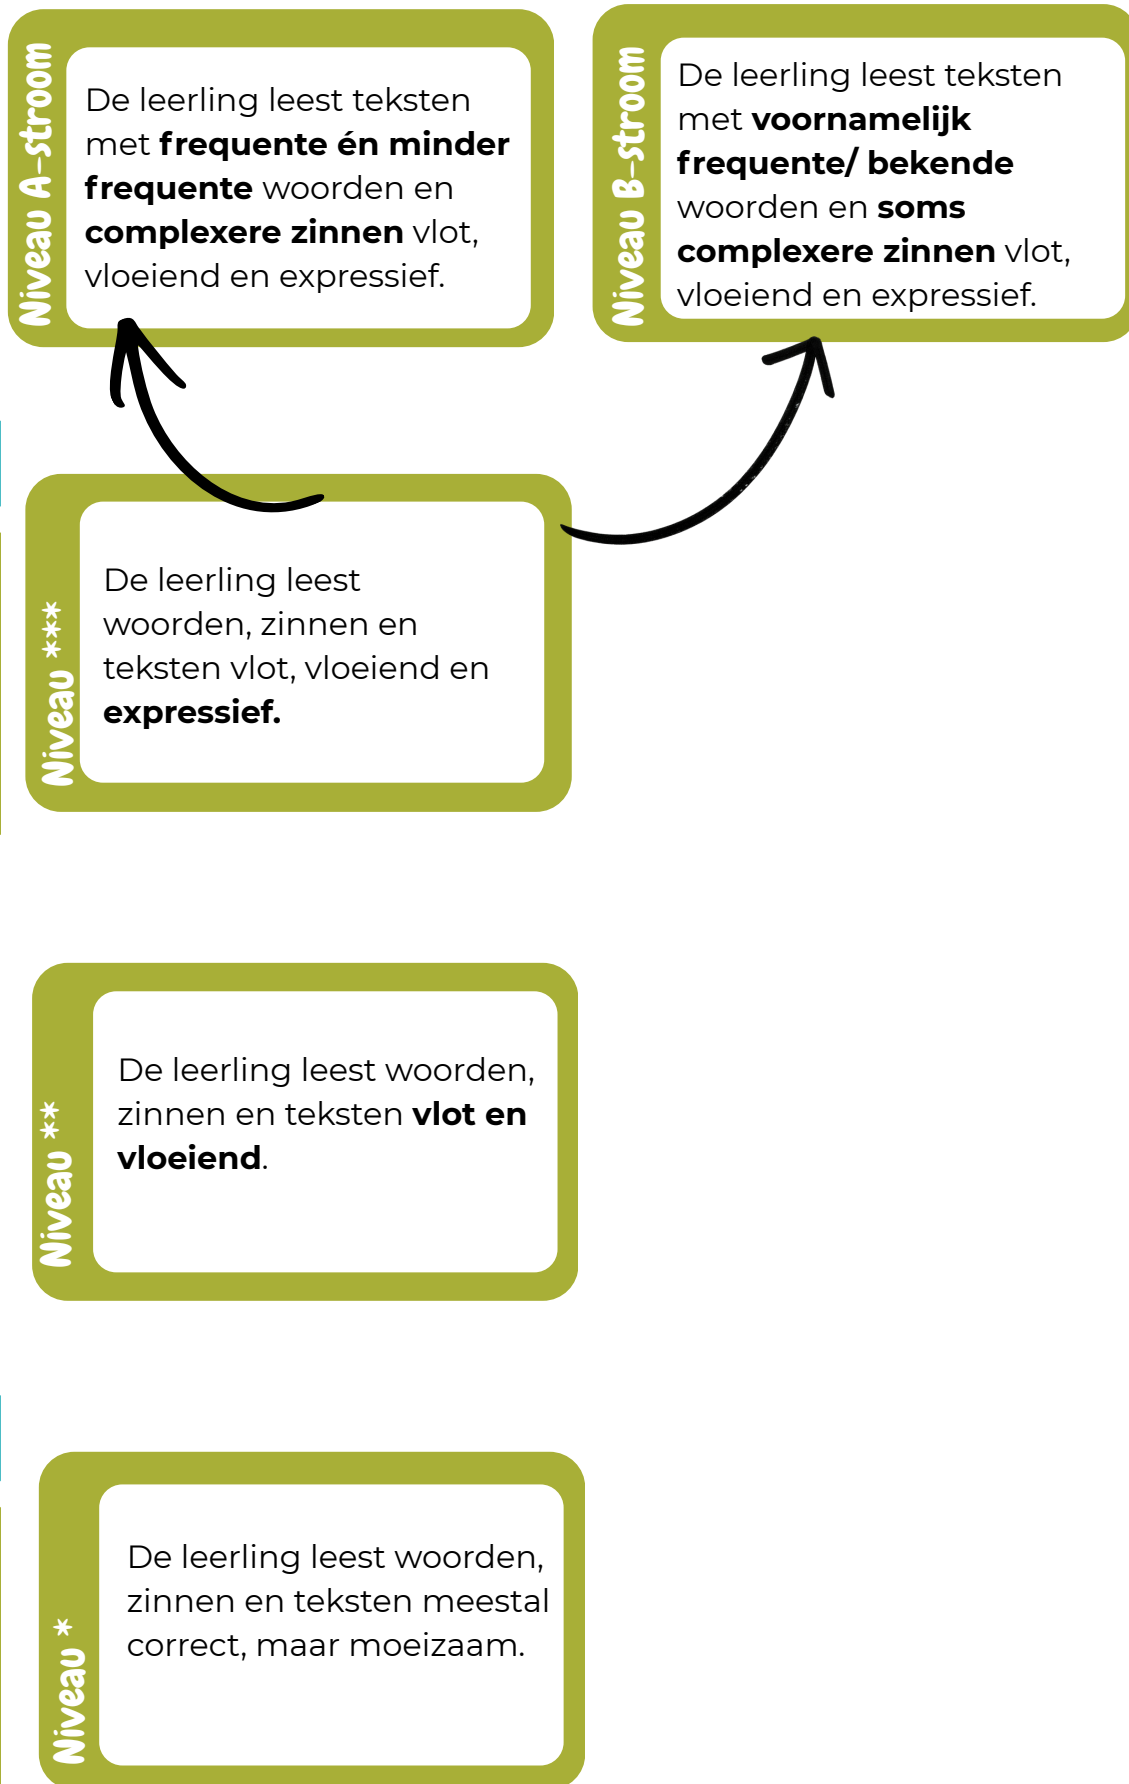 Niveau A-stroom
De leerling leest teksten
met frequente én minder
frequente woorden en
complexere zinnen vlot,
vloeiend en expressief.
Niveau B-stroom
De leerling leest teksten
met voornamelijk
frequente/ bekende
woorden en soms
complexere zinnen vlot,
vloeiend en expressief.
Niveau ***
De leerling leest
woorden, zinnen en
teksten vlot, vloeiend en
expressief.
Niveau **
De leerling leest woorden,
zinnen en teksten vlot en
vloeiend.
Niveau *
De leerling leest woorden,
zinnen en teksten meestal
correct, maar moeizaam.